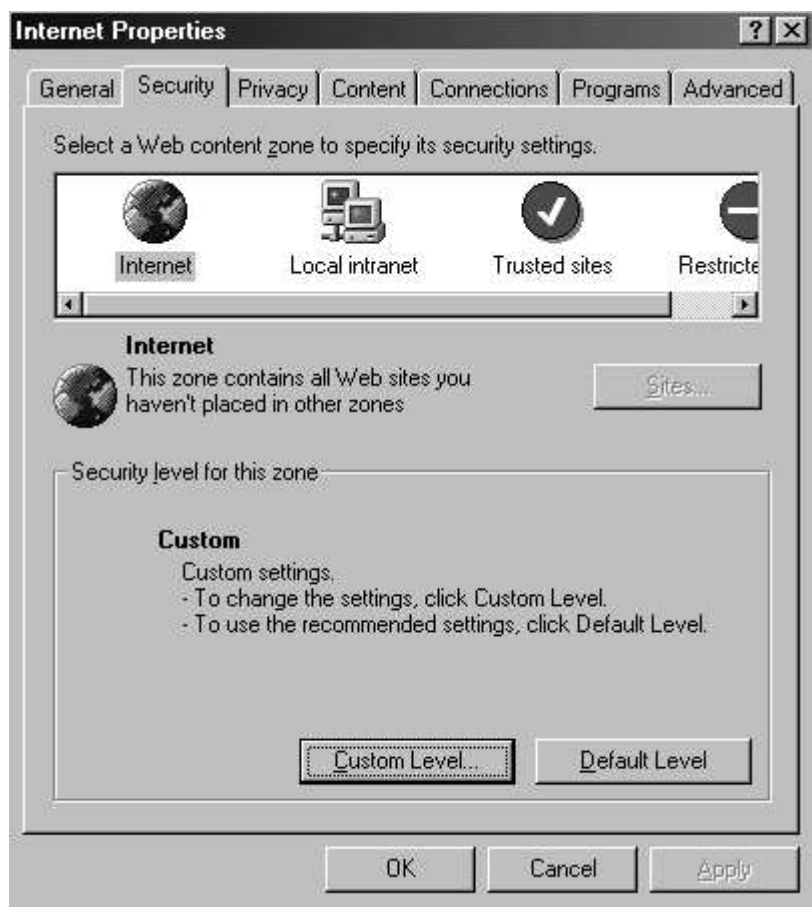 Internet Properties
General Security Privacy Content Connections Programs Advanced
Select a Web content zone to specify its security settings.
Internet Local intranet Trusted sites Restricte
Internet
This zone contains all Web sites you
haven't placed in other zones
Sites...
Security level for this zone
Custom
Custom settings.
- To change the settings, click Custom Level.
- To use the recommended settings, click Default Level.
Custom Level... Default Level
OK Cancel Apply